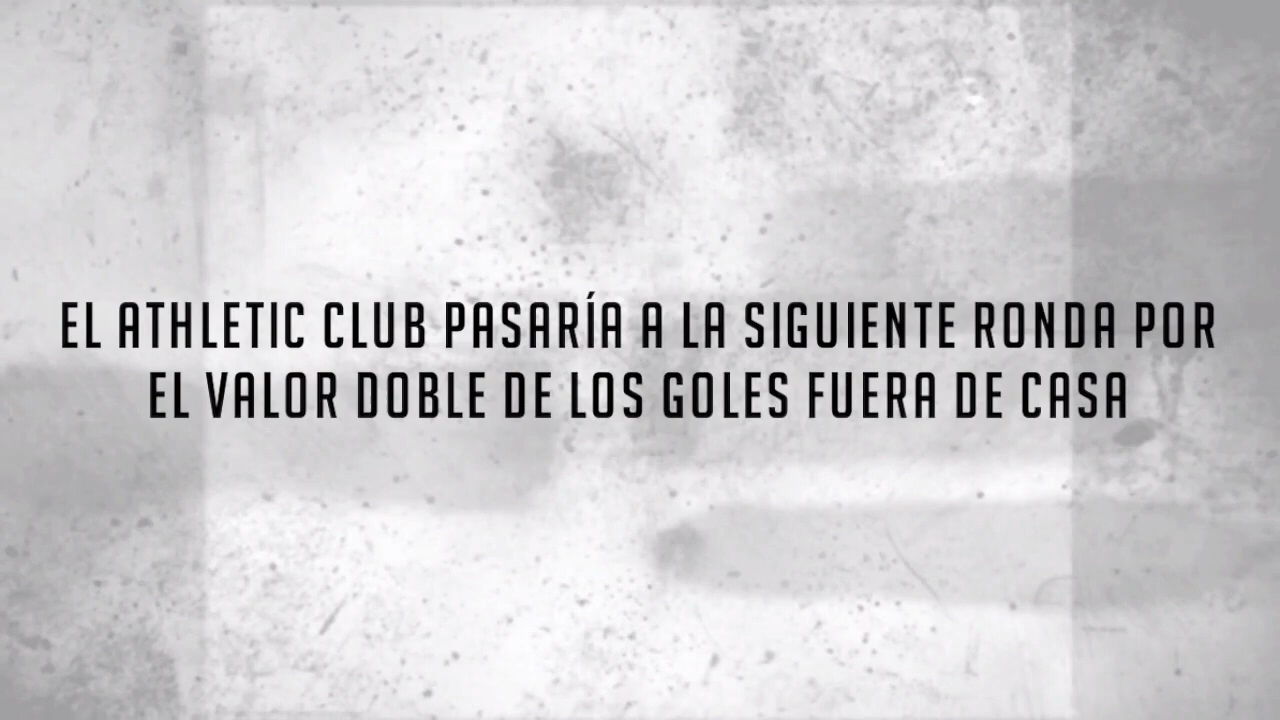 EL ATHLETIC CLUB PASARÍA A LA SIGUIENTE RONDA POR
EL VALOR DOBLE DE LOS GOLES FUERA DE CASA